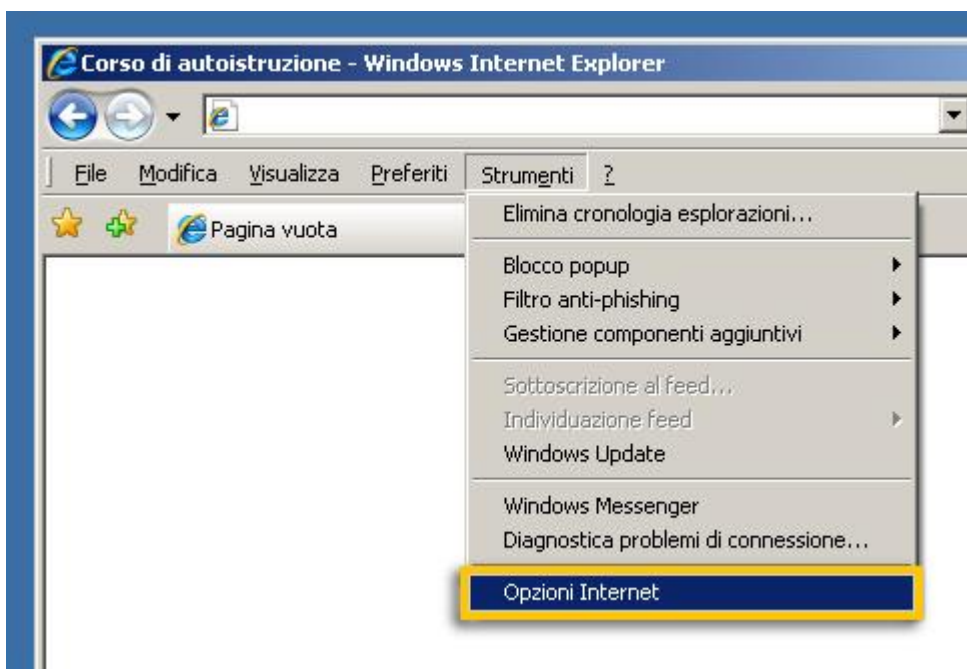 Corso di autoistruzione - Windows Internet Explorer
File Modifica Visualizza Preferiti Strumenti ?
Pagina vuota
Elimina cronologia esplorazioni...
Blocco popup
Filtro anti-phishing
Gestione componenti aggiuntivi
Sottoscrizione al feed...
Individuazione feed
Windows Update
Windows Messenger
Diagnostica problemi di connessione...
Opzioni Internet